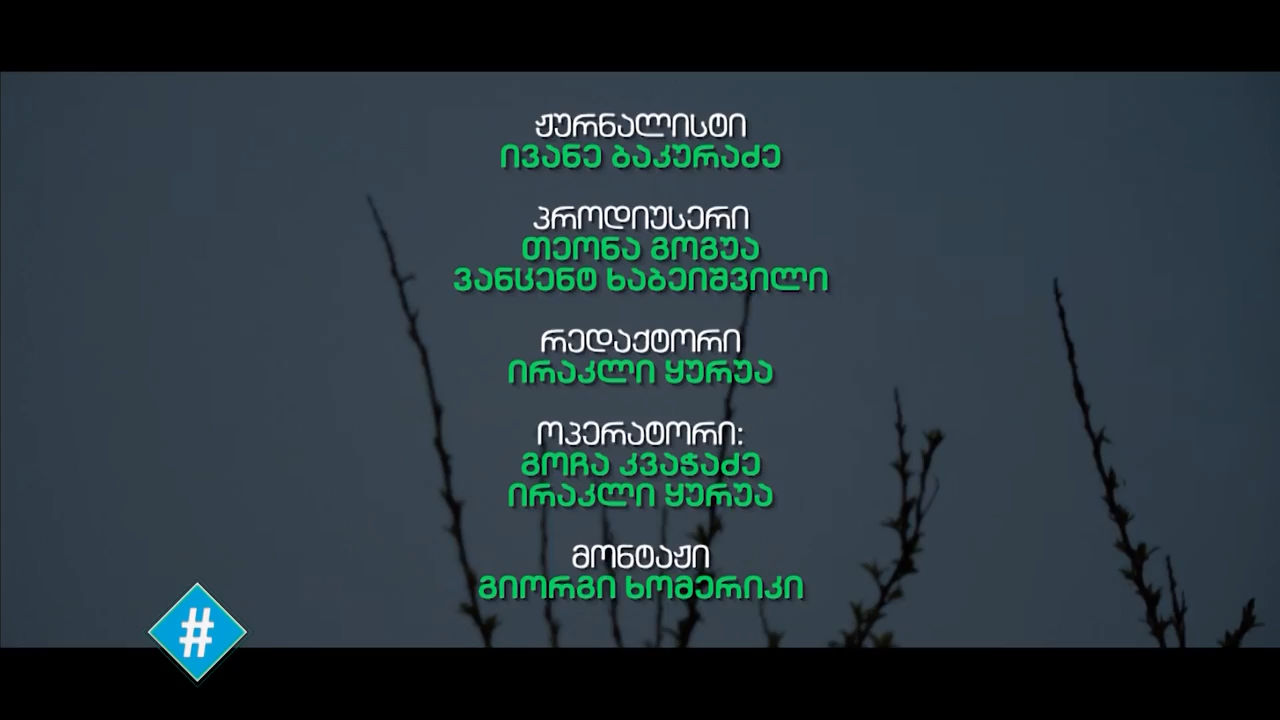 ჟურნალისტი
ივანე ბაკურაძე
პროდიუსერი
თეონა გოგუა
ვანცენტ ხაბეიშვილი
რედაქტორი
ირაკლი ყურუა
ოპერატორი:
გოჩა კვაჭაძე
ირაკლი ყურუა
მონტაჟი
გიორგი ხომერიკი
#